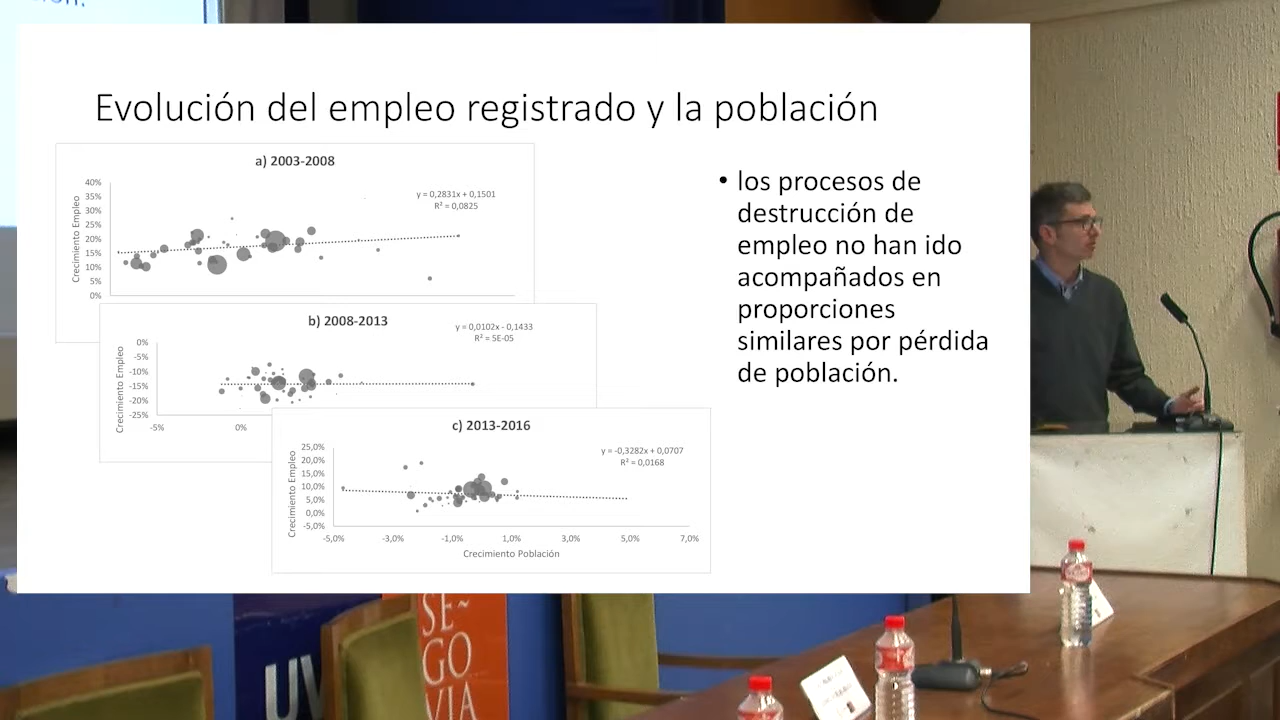 Evolución del empleo registrado y la población
a) 2003-2008
Crecimiento Empleo
40%
35%
30%
25%
20%
15%
10%
5%
0%
y = 0,2831x + 0,1501
R² = 0,0825
b) 2008-2013
Crecimiento Empleo
0%
-5%
-10%
-15%
-20%
-25%
-5%
0%
y = 0,0102x - 0,1433
R² = 5E-05
c) 2013-2016
Crecimiento Empleo
25,0%
20,0%
15,0%
10,0%
5,0%
0,0%
-5,0%
y = -0,3282x + 0,0707
R² = 0,0168
-5,0%
-3,0%
-1,0%
1,0%
3,0%
5,0%
7,0%
Crecimiento Población
• los procesos de
destrucción de
empleo no han ido
acompañados en
proporciones
similares por pérdida
de población.
SE~
GO
VIA